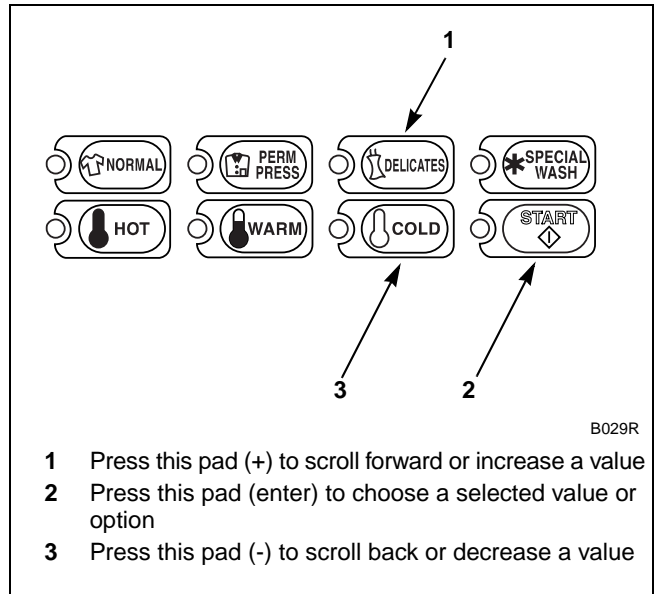 1
NORMAL
PERM
PRESS
DELICATES
SPECIAL
WASH
HOT
WARM
COLD
START
3
2
B029R
1 Press this pad (+) to scroll forward or increase a value
2 Press this pad (enter) to choose a selected value or
option
3 Press this pad (-) to scroll back or decrease a value